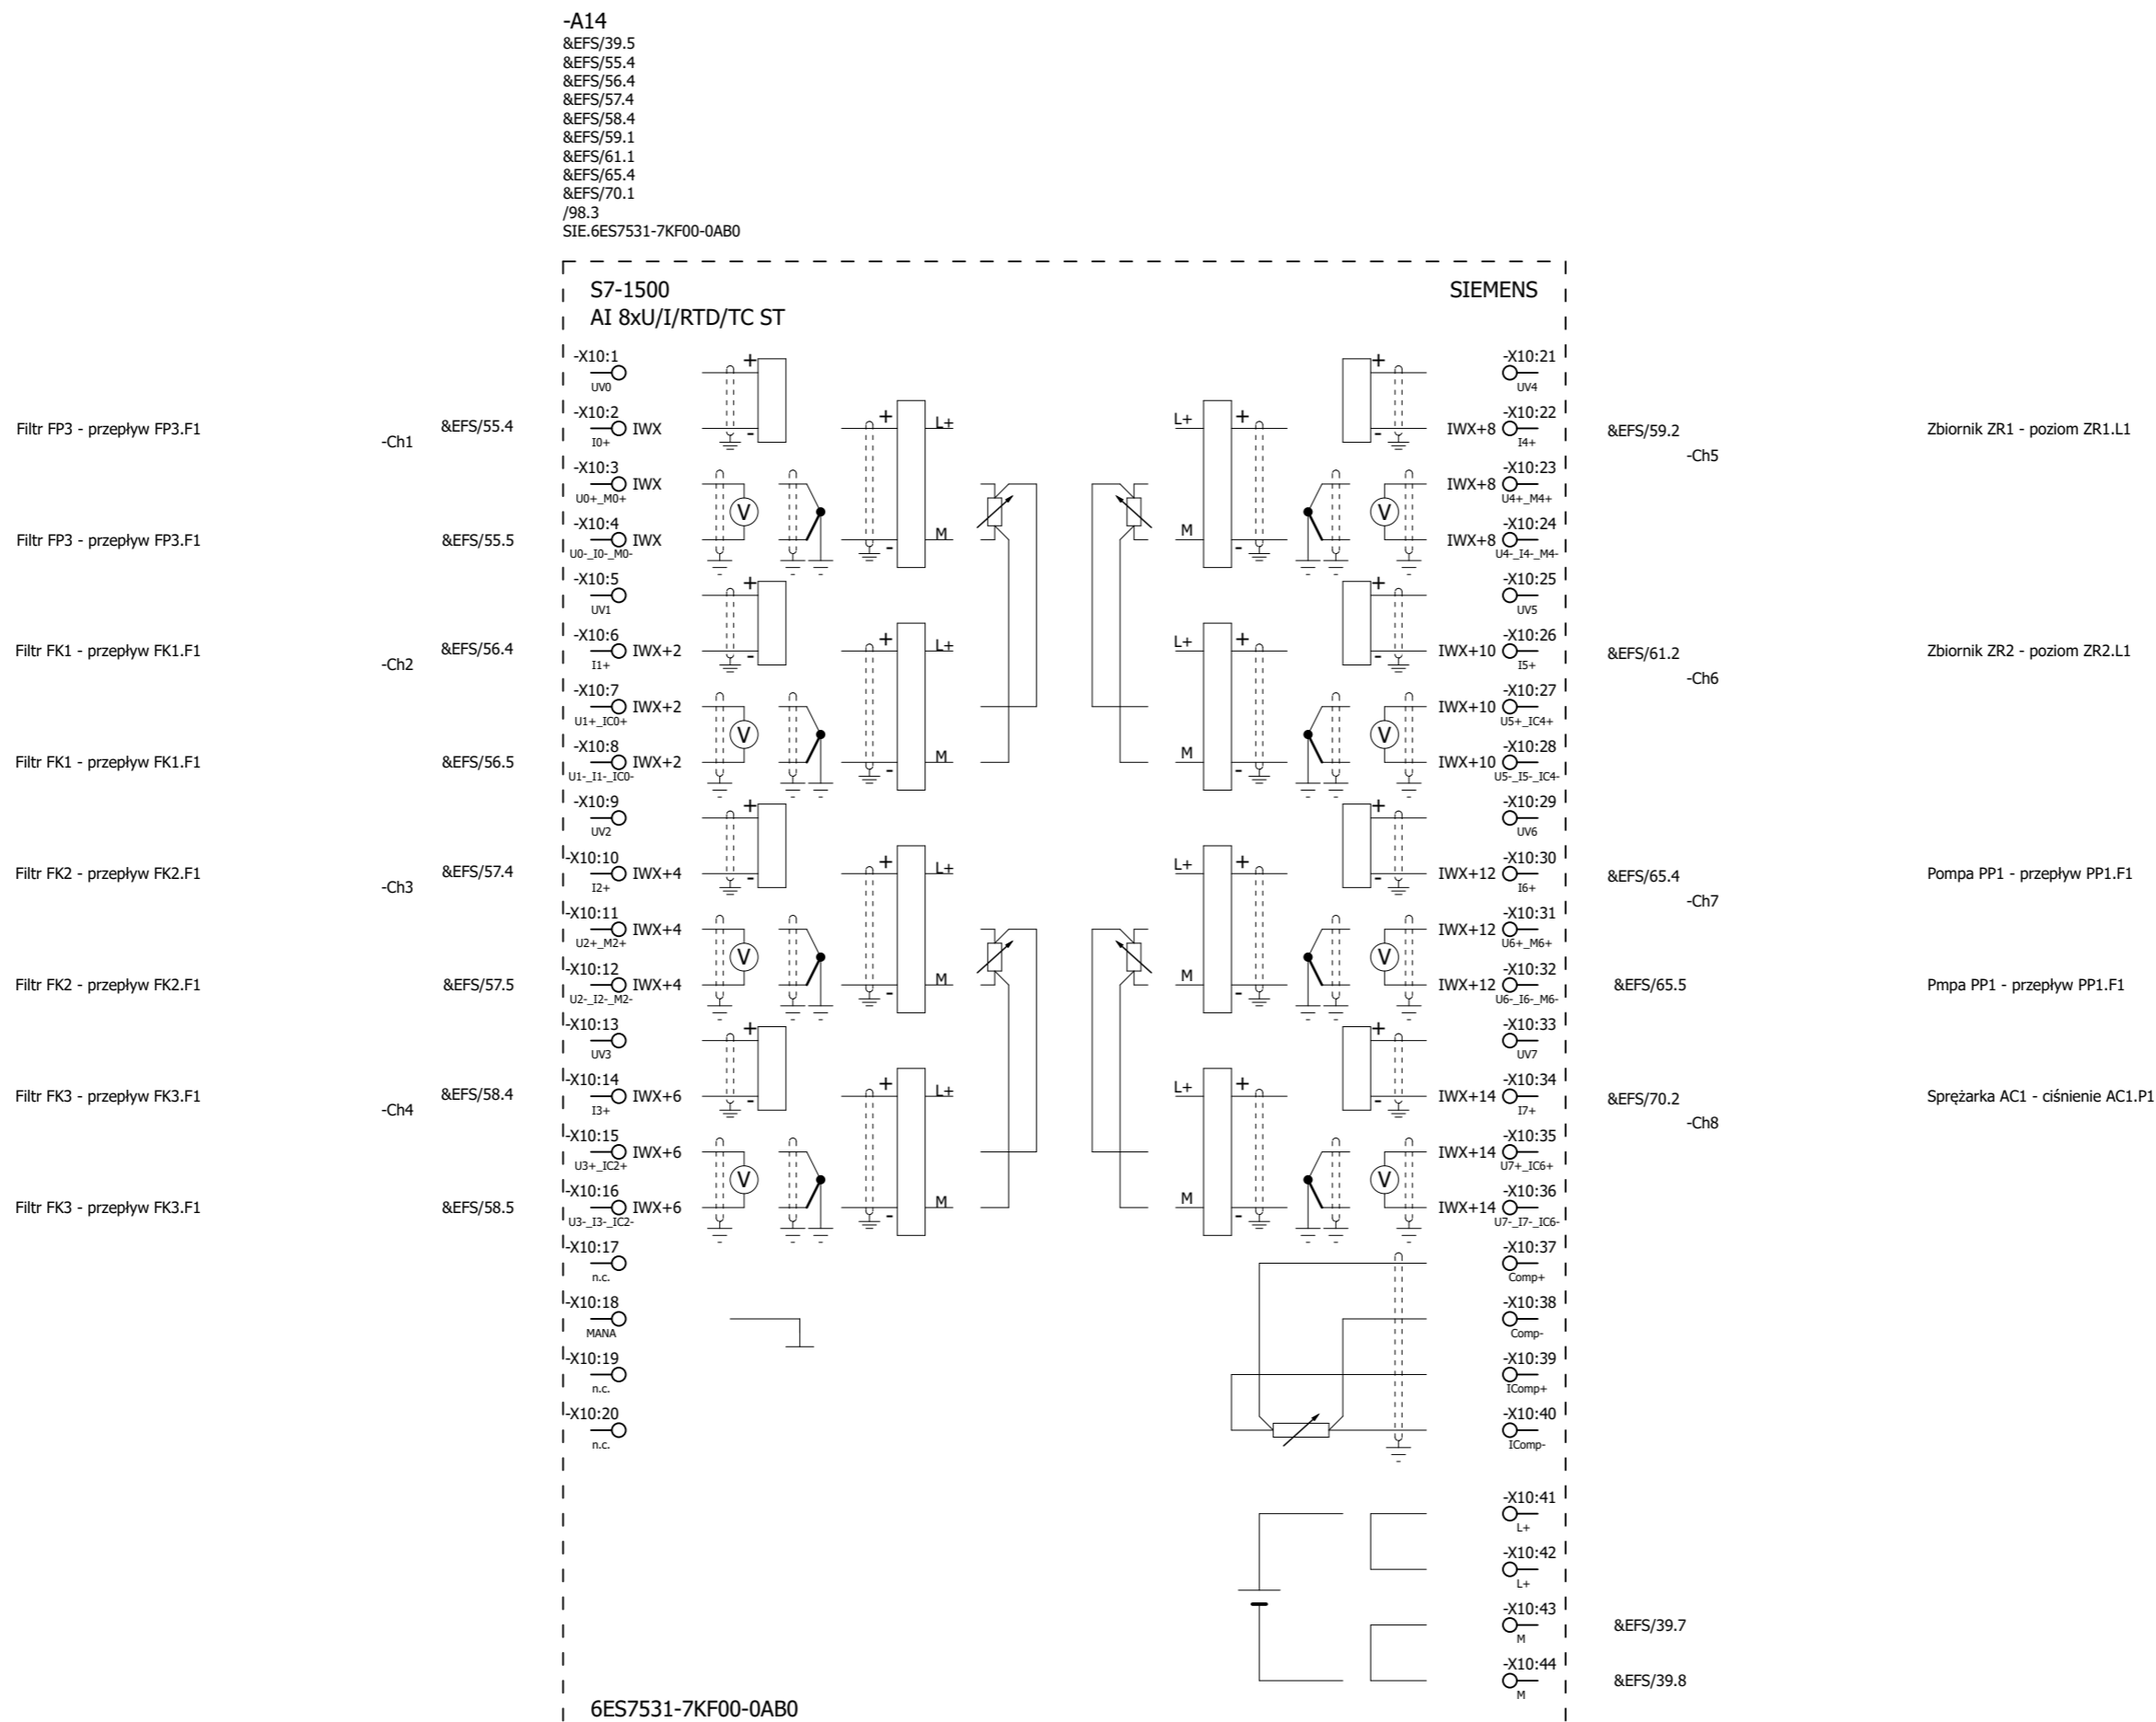 -A14
&EFS/39.5
&EFS/55.4
&EFS/56.4
&EFS/57.4
&EFS/58.4
&EFS/59.1
&EFS/61.1
&EFS/65.4
&EFS/70.1
/98.3
SIE.6ES7531-7KF00-0AB0
S7-1500 SIEMENS
AI 8xU/I/RTD/TC ST
-X10:1 + + -X10:21
UV0 UV4
-X10:2 + L+ L+ + -X10:22
Filtr FP3 - przepływ FP3.F1 -Ch1 &EFS/55.4 IWX - - IWX+8 &EFS/59.2 -Ch5 Zbiornik ZR1 - poziom ZR1.L1
I0+ I4+
-X10:3 -X10:23
IWX IWX+8
U0+_M0+ V V U4+_M4+
-X10:4 M M -X10:24
Filtr FP3 - przepływ FP3.F1 &EFS/55.5 IWX - - IWX+8
U0-_I0-_M0- U4-_I4-_M4-
-X10:5 + + -X10:25
UV1 UV5
-X10:6 + L+ L+ + -X10:26
Filtr FK1 - przepływ FK1.F1 -Ch2 &EFS/56.4 IWX+2 - - IWX+10 &EFS/61.2 -Ch6 Zbiornik ZR2 - poziom ZR2.L1
I1+ I5+
-X10:7 -X10:27
IWX+2 IWX+10
U1+_IC0+ V V U5+_IC4+
-X10:8 M M -X10:28
Filtr FK1 - przepływ FK1.F1 &EFS/56.5 IWX+2 - - IWX+10
U1-_I1-_IC0- U5-_I5-_IC4-
-X10:9 + + -X10:29
UV2 UV6
-X10:10 + L+ L+ + -X10:30
Filtr FK2 - przepływ FK2.F1 -Ch3 &EFS/57.4 IWX+4 - - IWX+12 &EFS/65.4 -Ch7 Pompa PP1 - przepływ PP1.F1
I2+ I6+
-X10:11 -X10:31
IWX+4 IWX+12
U2+_M2+ V V U6+_M6+
-X10:12 M M -X10:32
Filtr FK2 - przepływ FK2.F1 &EFS/57.5 IWX+4 - - IWX+12 &EFS/65.5 Pmpa PP1 - przepływ PP1.F1
U2-_I2-_M2- U6-_I6-_M6-
-X10:13 + + -X10:33
UV3 UV7
-X10:14 + L+ L+ + -X10:34
Filtr FK3 - przepływ FK3.F1 -Ch4 &EFS/58.4 IWX+6 - - IWX+14 &EFS/70.2 -Ch8 Sprężarka AC1 - ciśnienie AC1.P1
I3+ I7+
-X10:15 -X10:35
IWX+6 IWX+14
U3+_IC2+ V V U7+_IC6+
-X10:16 M M -X10:36
Filtr FK3 - przepływ FK3.F1 &EFS/58.5 IWX+6 - - IWX+14
U3-_I3-_IC2- U7-_I7-_IC6-
-X10:17 -X10:37
n.c. Comp+
-X10:18 -X10:38
MANA Comp-
-X10:19 -X10:39
n.c. IComp+
-X10:20 -X10:40
n.c. IComp-
-X10:41
L+
-X10:42
L+
-X10:43
M &EFS/39.7
-X10:44
M &EFS/39.8
6ES7531-7KF00-0AB0